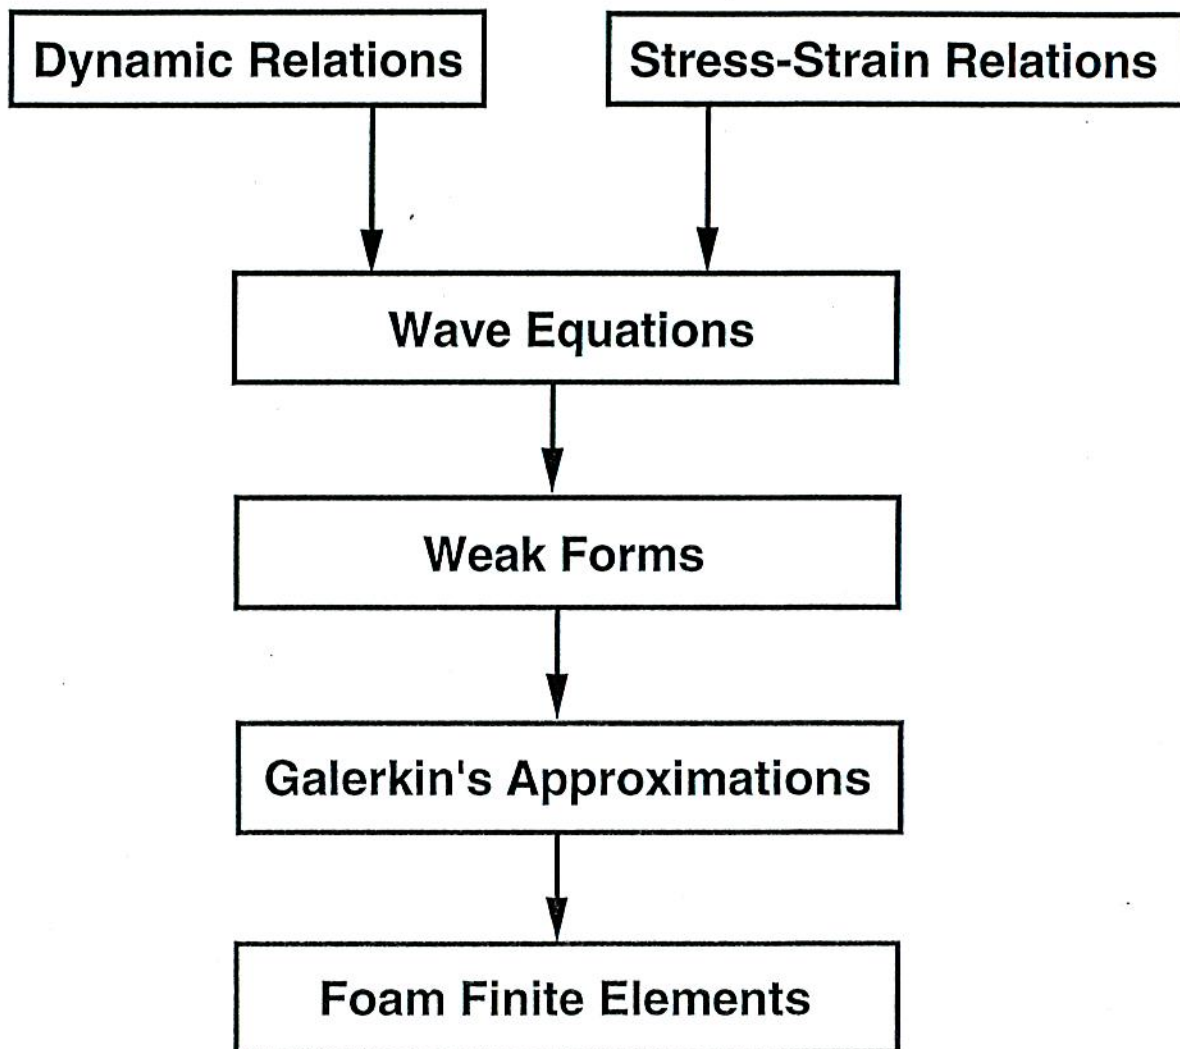 Dynamic Relations
Stress-Strain Relations
Wave Equations
Weak Forms
Galerkin's Approximations
Foam Finite Elements